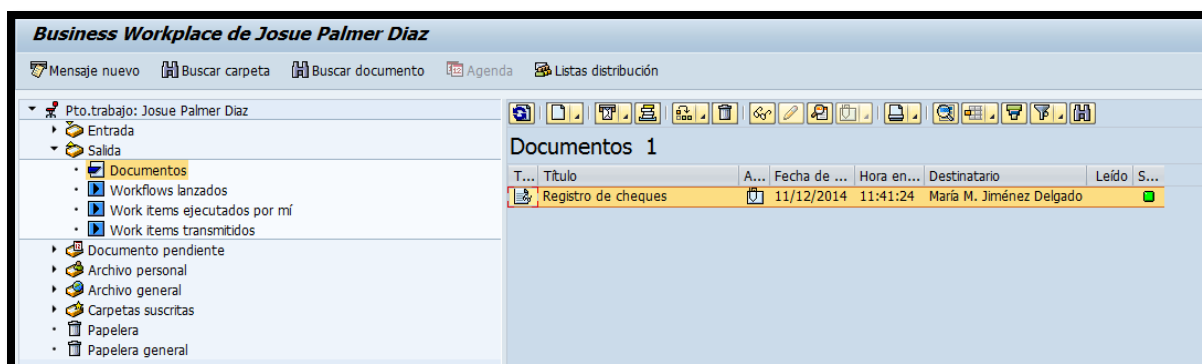 Business Workplace de Josue Palmer Diaz
Mensaje nuevo Buscar carpeta Buscar documento Agenda Listas distribución
Pto.trabajo: Josue Palmer Diaz
Entrada
Salida
Documentos
Workflows lanzados
Work items ejecutados por mí
Work items transmitidos
Documento pendiente
Archivo personal
Archivo general
Carpetas suscritas
Papelera
Papelera general
Documentos 1
T... Título A... Fecha de ... Hora en... Destinatario Leído S...
Registro de cheques 11/12/2014 11:41:24 María M. Jiménez Delgado